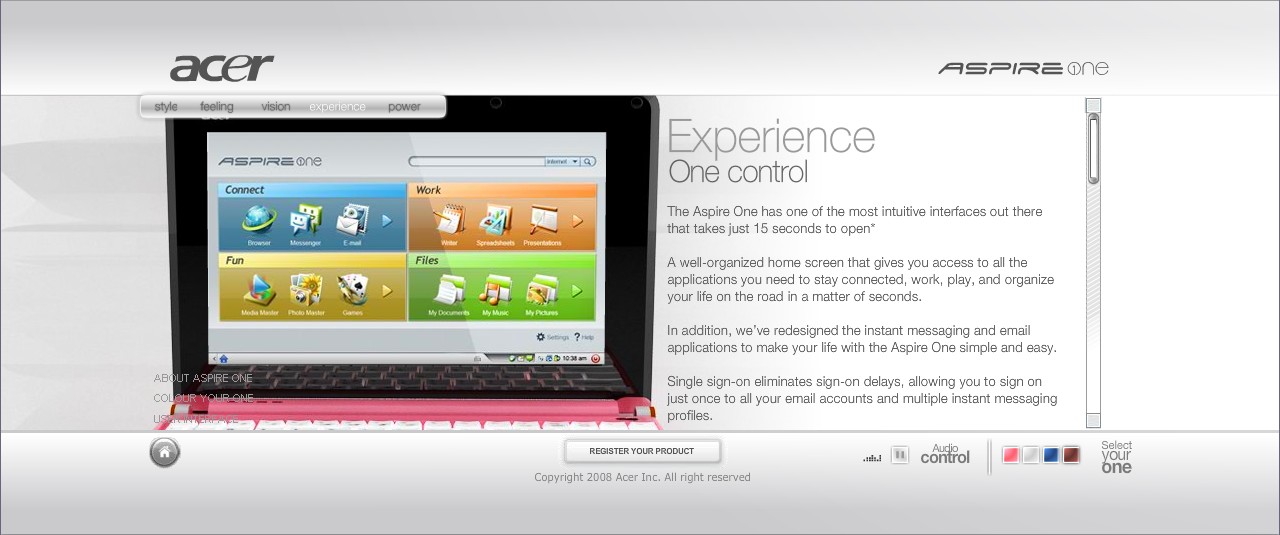 acer
ASPIRE one
style feeling vision experience power
acer
ASPIRE one
Internet
Connect
Work
Browser Messenger E-mail
Writer Spreadsheets Presentations
Fun
Files
Media Master Photo Master Games
My Documents My Music My Pictures
Settings ? Help
10:38 am
ABOUT ASPIRE ONE
COLOUR YOUR ONE
USER INTERFACE
Experience
One control
The Aspire One has one of the most intuitive interfaces out there
that takes just 15 seconds to open*
A well-organized home screen that gives you access to all the
applications you need to stay connected, work, play, and organize
your life on the road in a matter of seconds.
In addition, we’ve redesigned the instant messaging and email
applications to make your life with the Aspire One simple and easy.
Single sign-on eliminates sign-on delays, allowing you to sign on
just once to all your email accounts and multiple instant messaging
profiles.
REGISTER YOUR PRODUCT
Copyright 2008 Acer Inc. All right reserved
Audio
control
Select
your
one